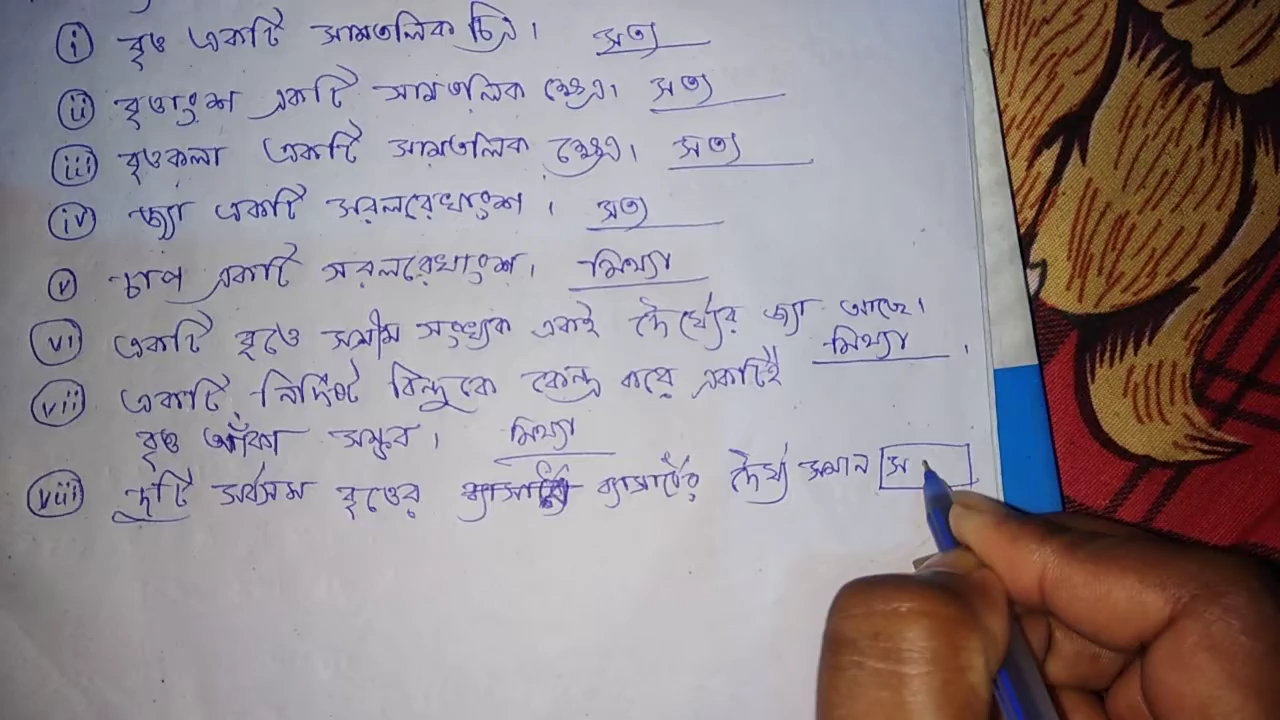 (i) বৃত্ত একটি সামতলিক চিত্র। সত্য
(ii) বৃত্তাংশ একটি সামতলিক ক্ষেত্র। সত্য
(iii) বৃত্তকলা একটি সামতলিক ক্ষেত্র। সত্য
(iv) জ্যা একটি সরলরেখাংশ। সত্য
(v) চাপ একটি সরলরেখাংশ। মিথ্যা
(vi) একটি বৃত্তে সসীম সংখ্যক একই দৈর্ঘ্যের জ্যা আছে। মিথ্যা
(vii) একটি নির্দিষ্ট বিন্দুকে কেন্দ্র করে একটিই
বৃত্ত আঁকা সম্ভব। মিথ্যা
(viii) দুটি সর্বসম বৃত্তের ব্যাসার্ধের দৈর্ঘ্য সমান স